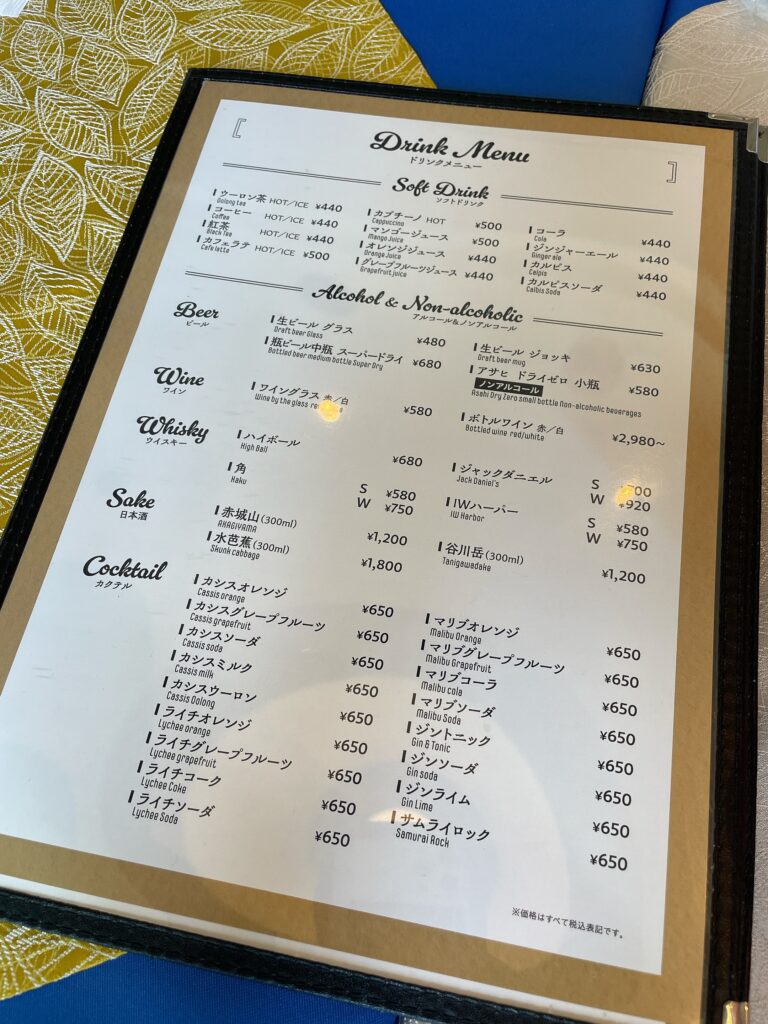 Drink Menu
ドリンクメニュー
Soft Drink
ソフトドリンク
ウーロン茶 HOT/ICE ¥440
Oolong tea
コーヒー HOT/ICE ¥440
Coffee
紅茶 HOT/ICE ¥440
Black Tea
カフェラテ HOT/ICE ¥500
Cafe latte
カプチーノ HOT ¥500
Cappuccino
マンゴージュース ¥500
Mango Juice
オレンジジュース ¥440
Orange Juice
グレープフルーツジュース ¥440
Grapefruit juice
コーラ ¥440
Cola
ジンジャーエール ¥440
Ginger ale
カルピス ¥440
Calpis
カルピスソーダ ¥440
Calbis Soda
Alcohol & Non-alcoholic
アルコール&ノンアルコール
Beer
ビール
生ビール グラス ¥480
Draft beer Glass
瓶ビール中瓶 スーパードライ ¥680
Bottled beer medium bottle Super Dry
生ビール ジョッキ ¥630
Draft beer mug
アサヒ ドライゼロ 小瓶 ¥580
ノンアルコール
Asahi Dry Zero small bottle Non-alcoholic beverages
Wine
ワイン
ワイングラス 赤/白 ¥580
Wine by the glass
ボトルワイン 赤/白 ¥2,980~
Bottled wine red/white
Whisky
ウイスキー
ハイボール ¥680
High Ball
角 S ¥580
Kaku W ¥750
ジャックダニエル S
Jack Daniel's W ¥920
IWハーパー S ¥580
IW Harbor W ¥750
Sake
日本酒
赤城山(300ml) ¥1,200
AKAGIYAMA
水芭蕉(300ml) ¥1,800
Skunk cabbage
谷川岳(300ml) ¥1,200
Tanigawadake
Cocktail
カクテル
カシスオレンジ ¥650
Cassis orange
カシスグレープフルーツ ¥650
Cassis grapefruit
カシスソーダ ¥650
Cassis soda
カシスミルク ¥650
Cassis milk
カシスウーロン ¥650
Cassis Oolong
ライチオレンジ ¥650
Lychee orange
ライチグレープフルーツ ¥650
Lychee grapefruit
ライチコーク ¥650
Lychee Coke
ライチソーダ ¥650
Lychee Soda
マリブオレンジ ¥650
Malibu Orange
マリブグレープフルーツ ¥650
Malibu Grapefruit
マリブコーラ ¥650
Malibu cola
マリブソーダ ¥650
Malibu Soda
ジントニック ¥650
Gin & Tonic
ジンソーダ ¥650
Gin soda
ジンライム ¥650
Gin Lime
サムライロック ¥650
Samurai Rock
※価格はすべて税込表記です。